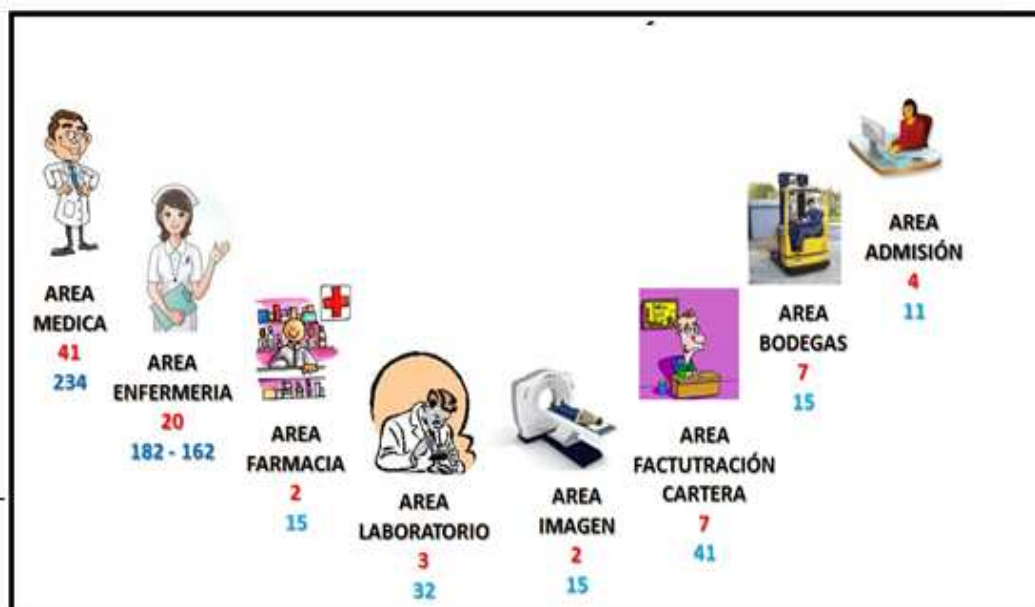 AREA
MEDICA
41
234
AREA
ENFERMERIA
20
182 - 162
AREA
FARMACIA
2
15
AREA
LABORATORIO
3
32
AREA
IMAGEN
2
15
AREA
FACTUTRACIÓN
CARTERA
7
41
AREA
BODEGAS
7
15
AREA
ADMISIÓN
4
11